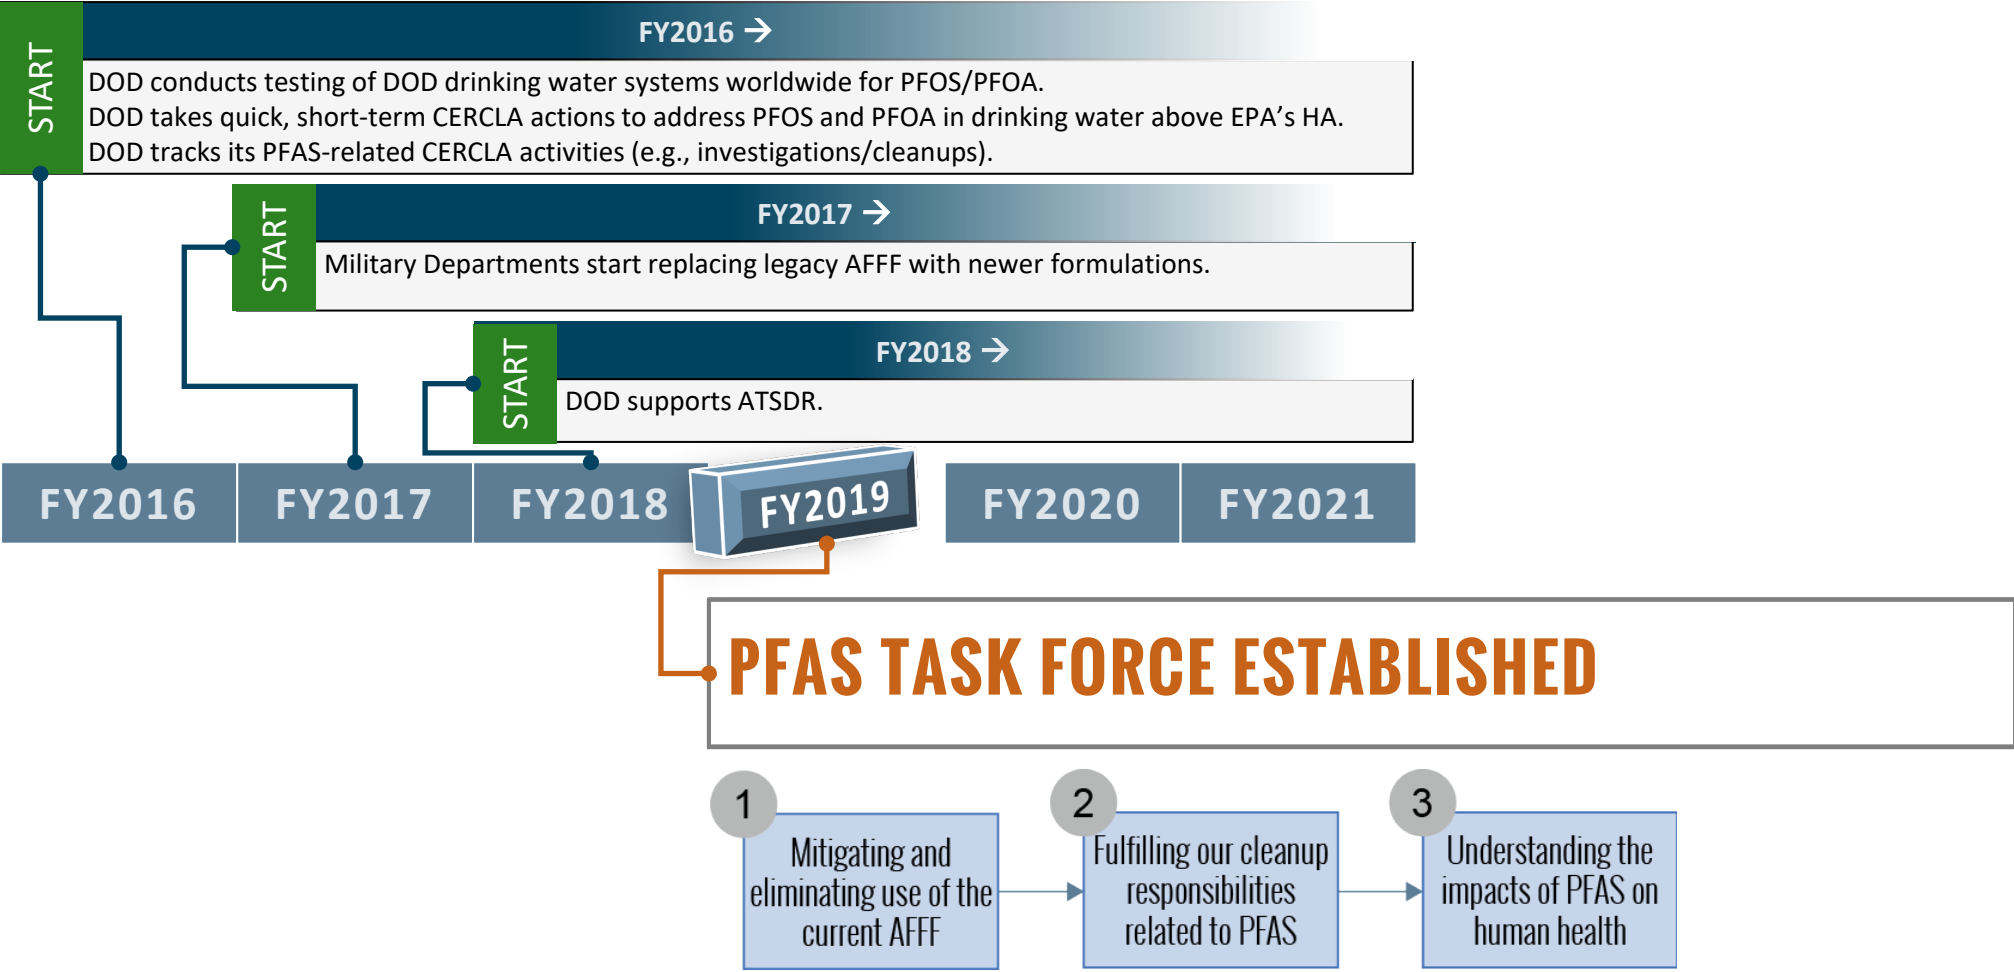 START
FY2016 →
DOD conducts testing of DOD drinking water systems worldwide for PFOS/PFOA.
DOD takes quick, short-term CERCLA actions to address PFOS and PFOA in drinking water above EPA’s HA.
DOD tracks its PFAS-related CERCLA activities (e.g., investigations/cleanups).
START
FY2017 →
Military Departments start replacing legacy AFFF with newer formulations.
START
FY2018 →
DOD supports ATSDR.
FY2016
FY2017
FY2018
FY2019
FY2020
FY2021
PFAS TASK FORCE ESTABLISHED
1
Mitigating and
eliminating use of the
current AFFF
2
Fulfilling our cleanup
responsibilities
related to PFAS
3
Understanding the
impacts of PFAS on
human health